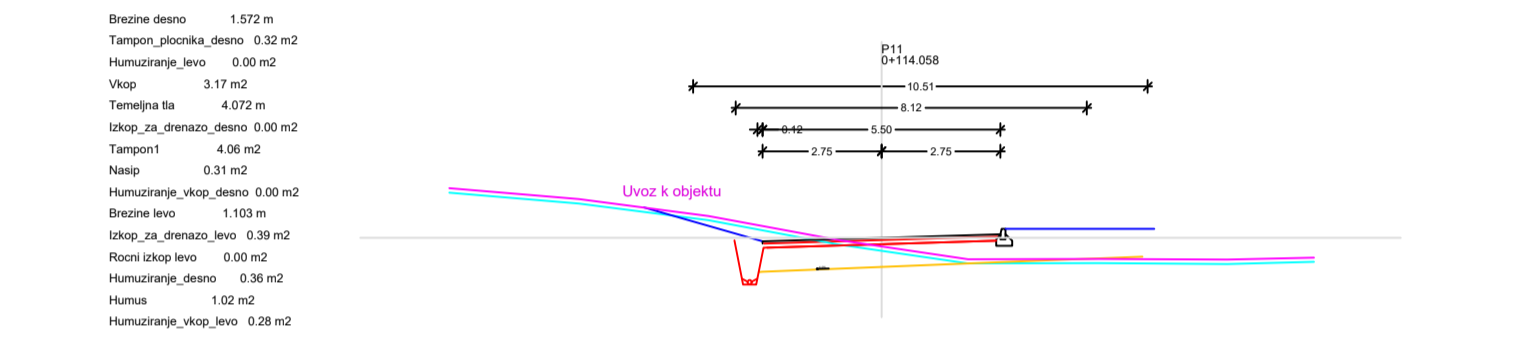 Brezine desno 1.572 m
Tampon_plocnika_desno 0.32 m2
Humuziranje_levo 0.00 m2
Vkop 3.17 m2
Temeljna tla 4.072 m
Izkop_za_drenazo_desno 0.00 m2
Tampon1 4.06 m2
Nasip 0.31 m2
Humuziranje_vkop_desno 0.00 m2
Brezine levo 1.103 m
Izkop_za_drenazo_levo 0.39 m2
Rocni izkop levo 0.00 m2
Humuziranje_desno 0.36 m2
Humus 1.02 m2
Humuziranje_vkop_levo 0.28 m2
P11
0+114.058
10.51
8.12
0.12 5.50
2.75 2.75
Uvoz k objektu